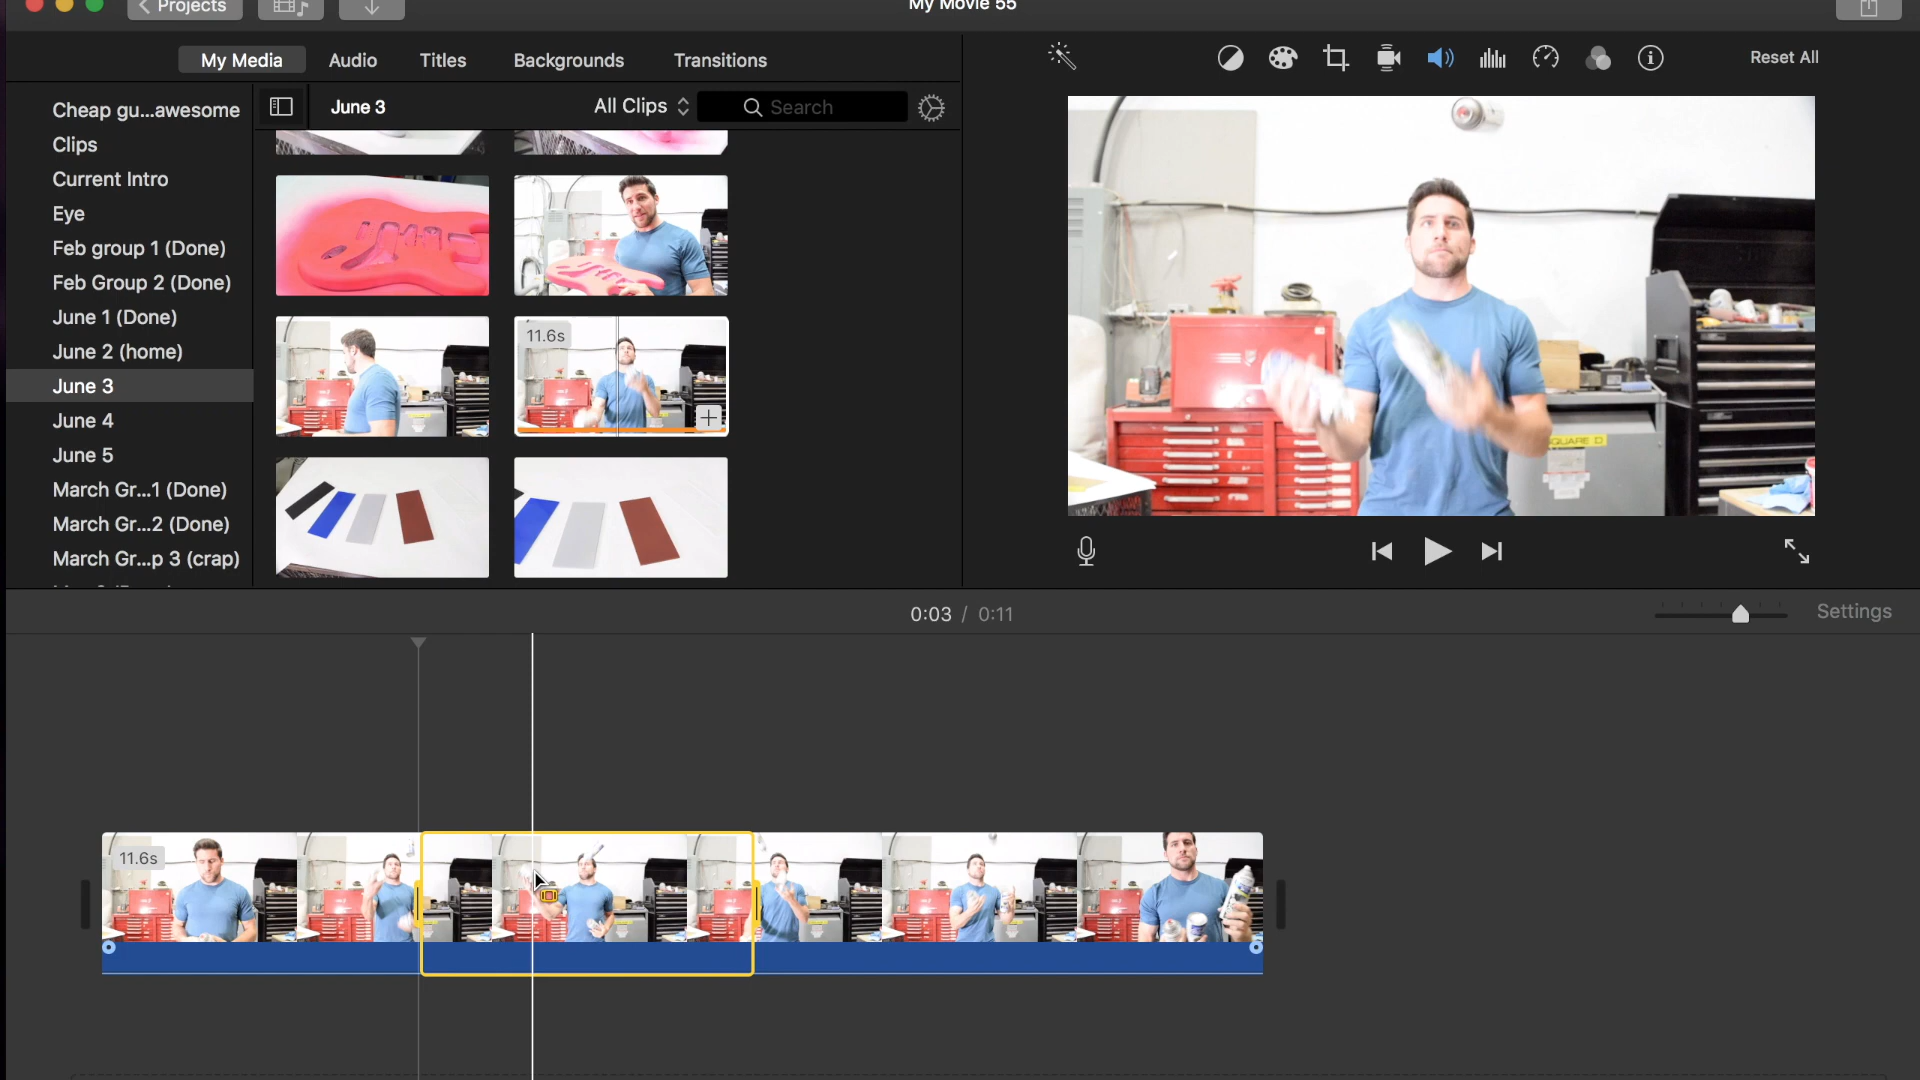 Projects
My Movie 55
My Media
Audio
Titles
Backgrounds
Transitions
Reset All
Cheap gu...awesome
Clips
Current Intro
Eye
Feb group 1 (Done)
Feb Group 2 (Done)
June 1 (Done)
June 2 (home)
June 3
June 4
June 5
March Gr...1 (Done)
March Gr...2 (Done)
March Gr...p 3 (crap)
June 3
All Clips
Search
11.6s
SQUARE D
0:03 / 0:11
Settings
11.6s